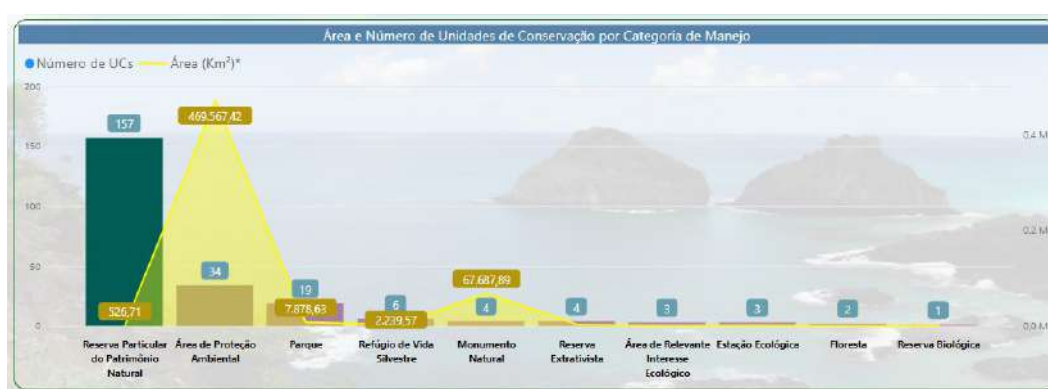 Área e Número de Unidades de Conservação por Categoria de Manejo
Número de UCs
Área (Km²)*
200
150
100
50
0
0,4 M
0,2 M
0,0 M
157
34
19
6
4
4
3
3
2
1
526,71
469.567,42
7.878,63
2.239,57
67.687,89
Reserva Particular
do Patrimônio
Natural
Área de Proteção
Ambiental
Parque
Refúgio de Vida
Silvestre
Monumento
Natural
Reserva
Extrativista
Área de Relevante
Interesse
Ecológico
Estação Ecológica
Floresta
Reserva Biológica